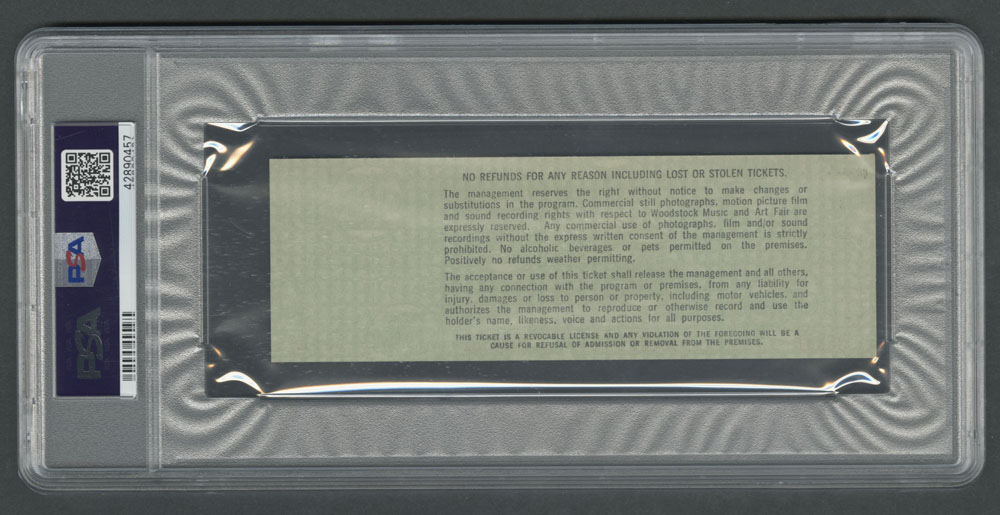 42890457
PSA
PSA
NO REFUNDS FOR ANY REASON INCLUDING LOST OR STOLEN TICKETS.
The management reserves the right without notice to make changes or
substitutions in the program. Commercial still photographs, motion picture film
and sound recording rights with respect to Woodstock Music and Art Fair are
expressly reserved. Any commercial use of photographs, film and/or sound
recordings without the express written consent of the management is strictly
prohibited. No alcoholic beverages or pets permitted on the premises.
Positively no refunds weather permitting.
The acceptance or use of this ticket shall release the management and all others,
having any connection with the program or premises, from any liability for
injury, damages or loss to person or property, including motor vehicles, and
authorizes the management to reproduce or otherwise record and use the
holder's name, likeness, voice and actions for all purposes.
THIS TICKET IS A REVOCABLE LICENSE AND ANY VIOLATION OF THE FOREGOING WILL BE A
CAUSE FOR REFUSAL OF ADMISSION OR REMOVAL FROM THE PREMISES.